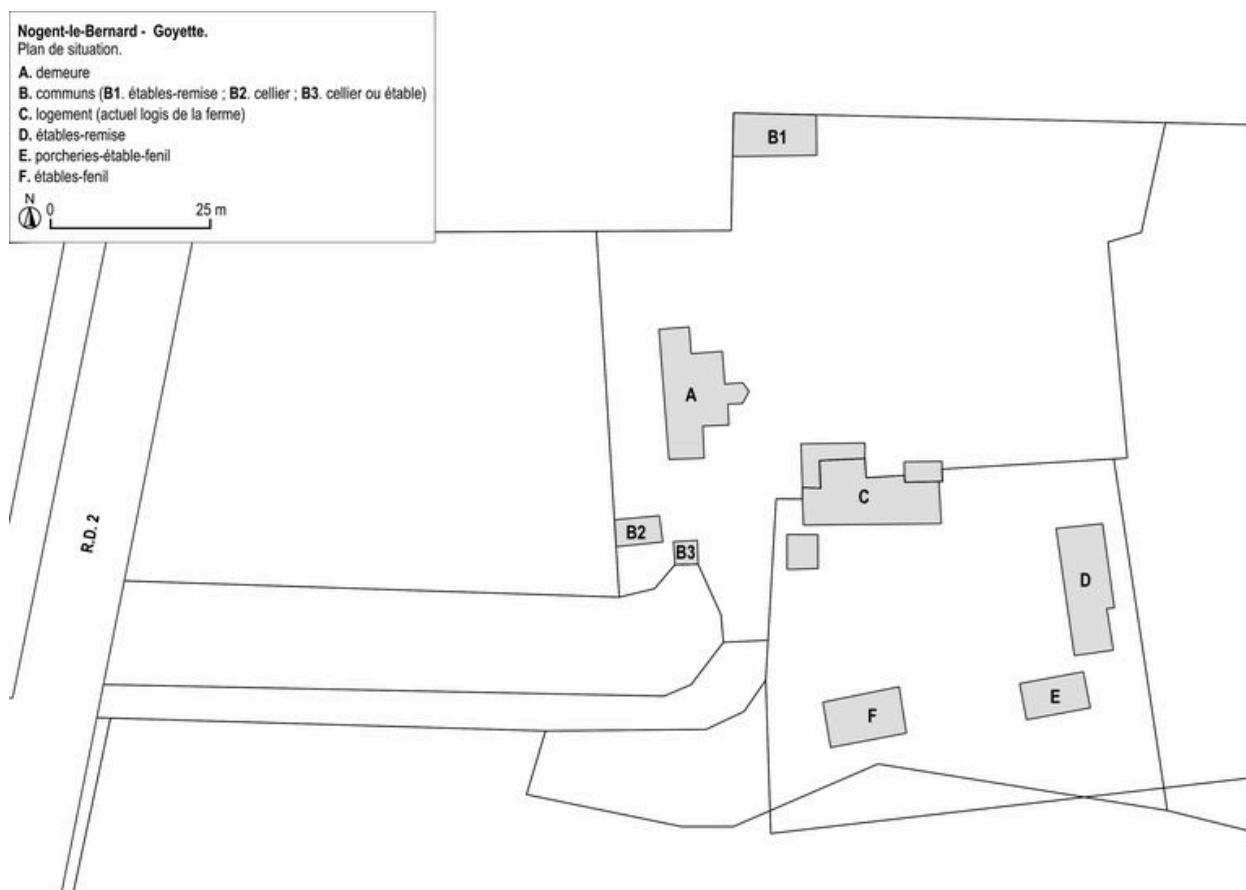 Nogent-le-Bernard - Goyette.
Plan de situation.
A. demeure
B. communs (B1. étables-remise ; B2. cellier ; B3. cellier ou étable)
C. logement (actuel logis de la ferme)
D. étables-remise
E. porcheries-étable-fenil
F. étables-fenil
N
0 25 m
B1
A
C
B2
B3
R.D. 2
D
E
F